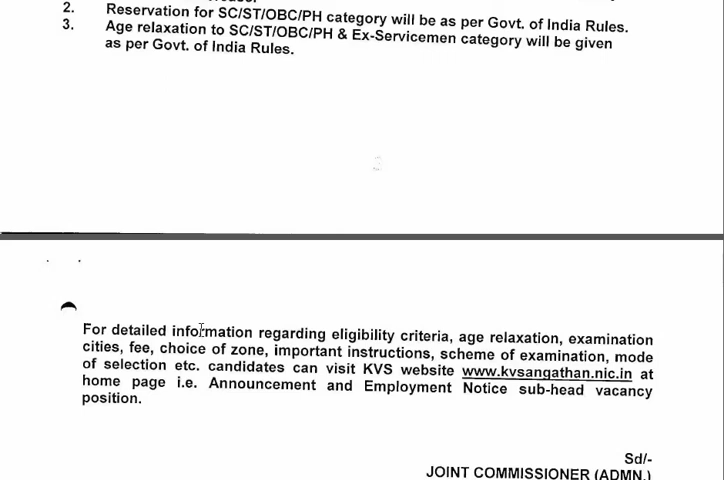 2. Reservation for SC/ST/OBC/PH category will be as per Govt. of India Rules.
3. Age relaxation to SC/ST/OBC/PH & Ex-Servicemen category will be given
as per Govt. of India Rules.
For detailed information regarding eligibility criteria, age relaxation, examination
cities, fee, choice of zone, important instructions, scheme of examination, mode
of selection etc. candidates can visit KVS website www.kvsangathan.nic.in at
home page i.e. Announcement and Employment Notice sub-head vacancy
position.
Sd/-
JOINT COMMISSIONER (ADMN.)